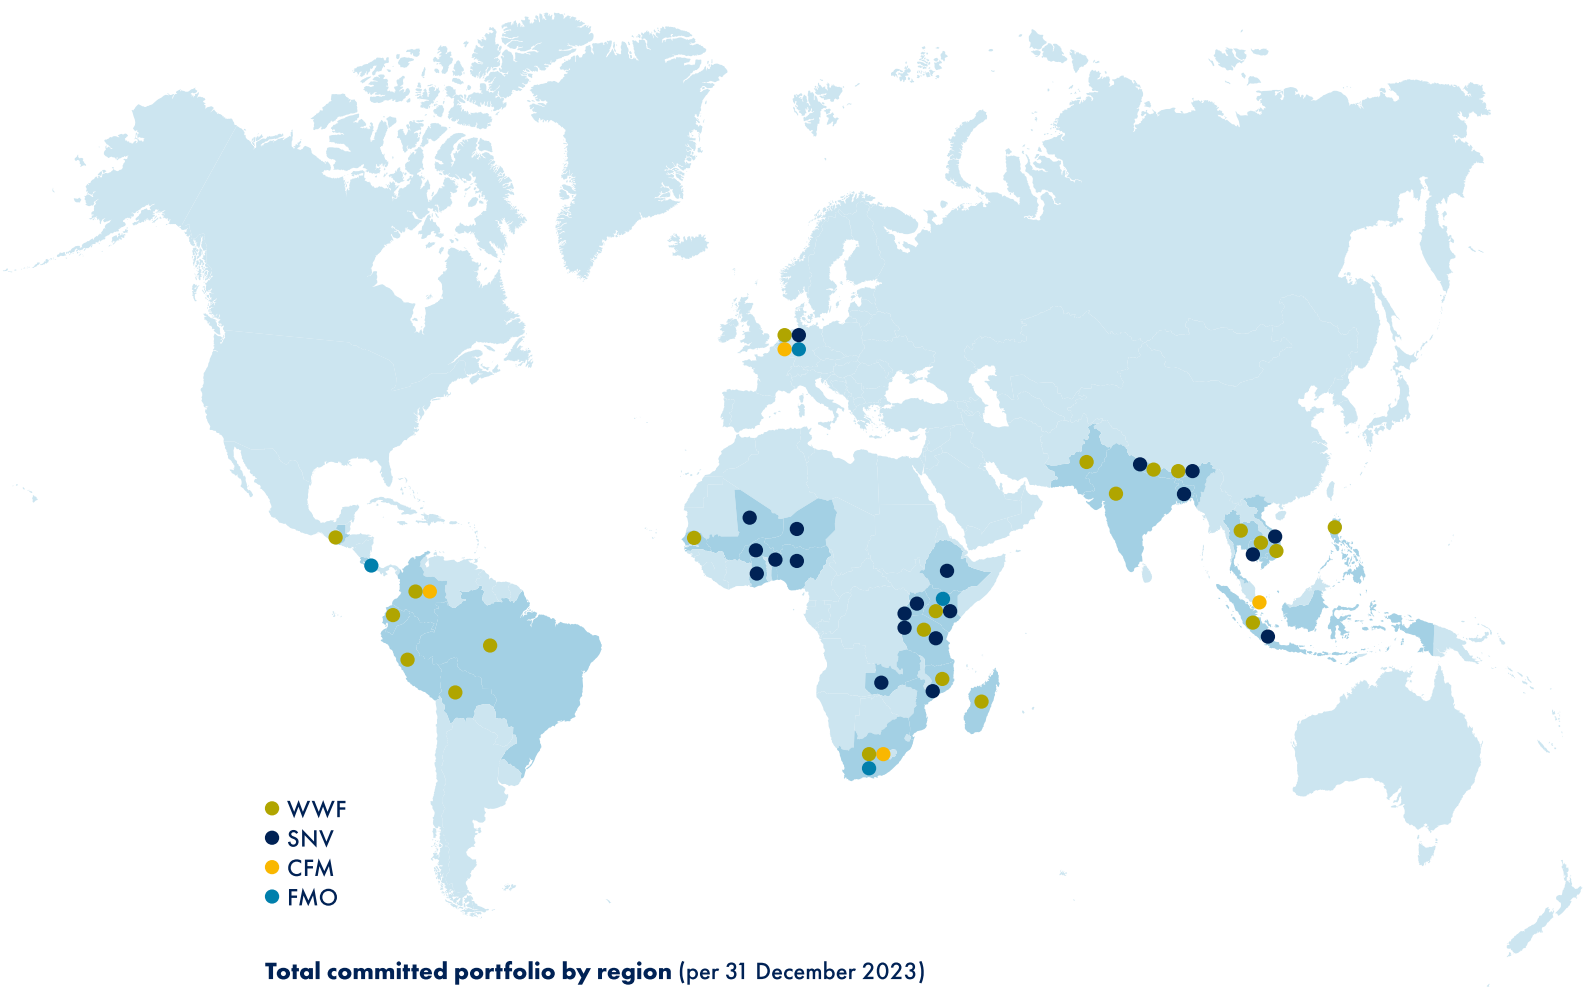 WWF
SNV
CFM
FMO
Total committed portfolio by region (per 31 December 2023)